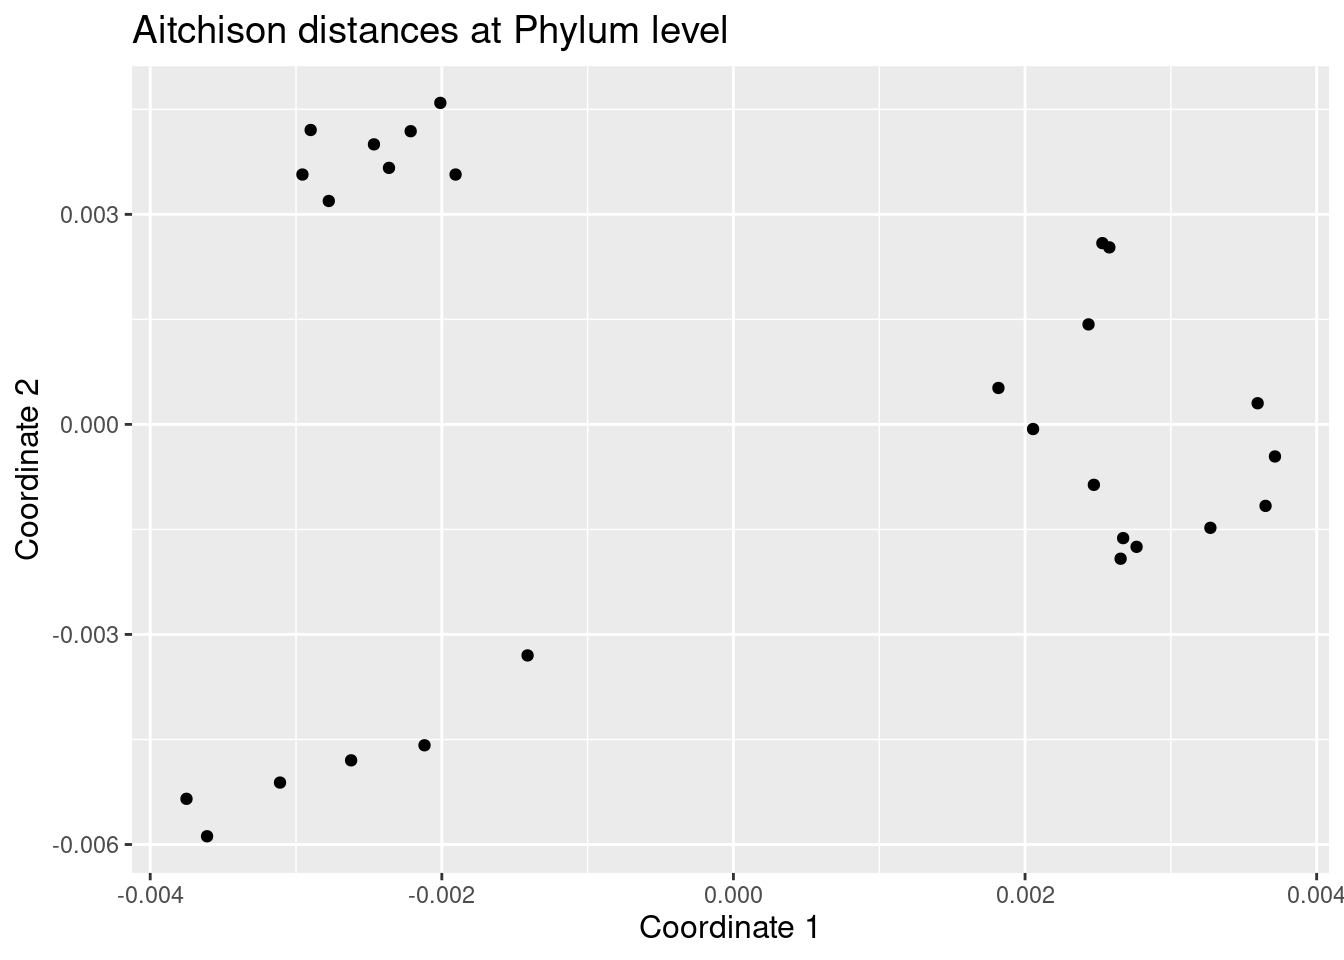 Aitchison distances at Phylum level
0.003
0.000
-0.003
-0.006
Coordinate 2
-0.004 -0.002 0.000 0.002 0.004
Coordinate 1